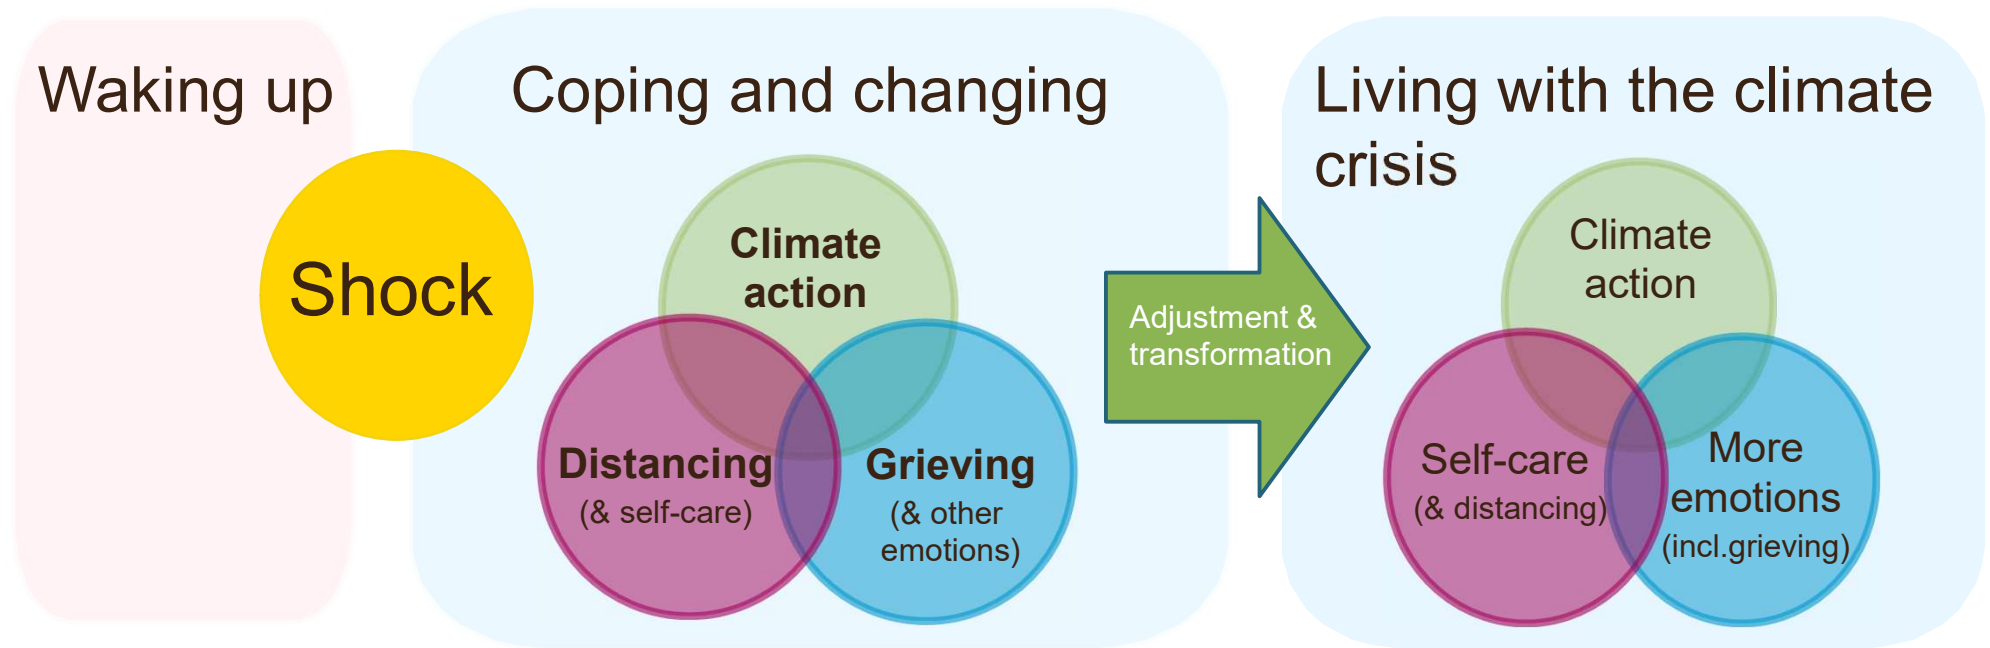 Waking up
Shock
Coping and changing
Climate
action
Distancing
(& self-care)
Grieving
(& other
emotions)
Adjustment &
transformation
Living with the climate
crisis
Climate
action
Self-care
(& distancing)
More
emotions
(incl.grieving)